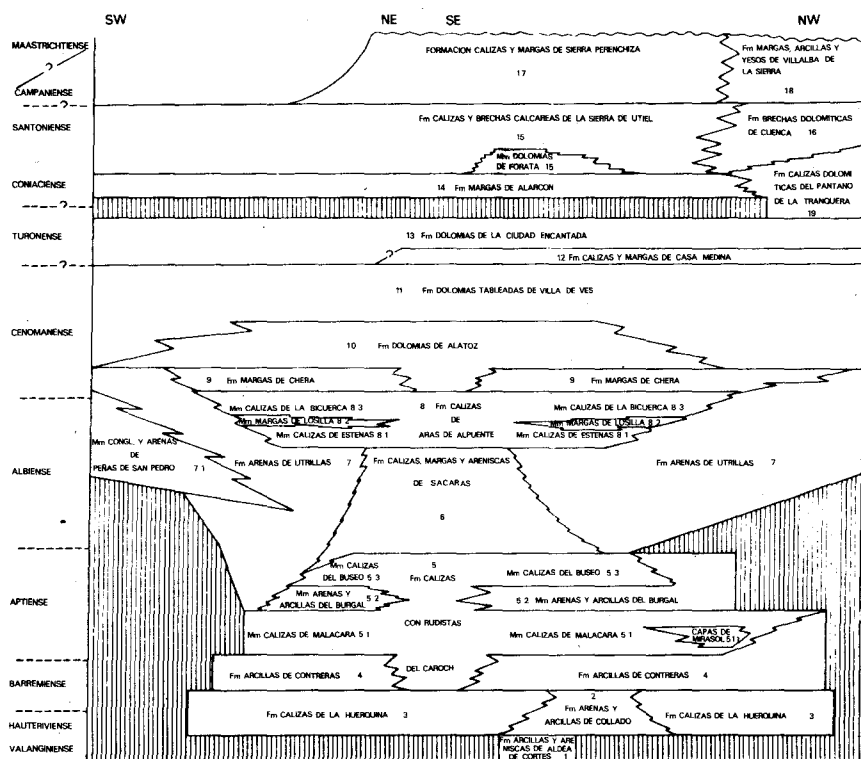 SW NE SE NW
MAASTRICHTIENSE
?
CAMPANIENSE
?
SANTONIENSE
CONIACIENSE
?
TURONENSE
?
CENOMANENSE
ALBIENSE
APTIENSE
BARREMIENSE
HAUTERIVIENSE
VALANGINIENSE
FORMACION CALIZAS Y MARGAS DE SIERRA PERENCHIZA
17
Fm MARGAS, ARCILLAS Y
YESOS DE VILLALBA DE
LA SIERRA
18
Fm CALIZAS Y BRECHAS CALCAREAS DE LA SIERRA DE UTIEL
15
Fm BRECHAS DOLOMITICAS
DE CUENCA 16
Mm DOLOMIAS
DE FORATA 15
Fm CALIZAS DOLOMI
TICAS DEL PANTANO
DE LA TRANQUERA
19
14 Fm MARGAS DE ALARCON
13 Fm DOLOMIAS DE LA CIUDAD ENCANTADA
?
12 Fm CALIZAS Y MARGAS DE CASA MEDINA
11 Fm DOLOMIAS TABLEADAS DE VILLA DE VES
10 Fm DOLOMIAS DE ALATOZ
9 Fm MARGAS DE CHERA
9 Fm MARGAS DE CHERA
Mm CALIZAS DE LA BICUERCA 8 3
Mm MARGAS DE LOSILLA 8 2
Mm CALIZAS DE ESTENAS 8 1
8 Fm CALIZAS
DE
ARAS DE ALPUENTE
Mm CALIZAS DE LA BICUERCA 8 3
Mm MARGAS DE LOSILLA 8 2
Mm CALIZAS DE ESTENAS 8 1
Mm CONGL. Y ARENAS
DE
PEÑAS DE SAN PEDRO 7 1
Fm ARENAS DE UTRILLAS 7
Fm CALIZAS, MARGAS Y ARENISCAS
DE SACARAS
6
Fm ARENAS DE UTRILLAS 7
Mm CALIZAS
DEL BUSEO 5 3
5
Fm CALIZAS
Mm CALIZAS DEL BUSEO 5 3
Mm ARENAS Y
ARCILLAS DEL BURGAL
5 2
5 2 Mm ARENAS Y ARCILLAS DEL BURGAL
CON RUDISTAS
Mm CALIZAS DE MALACARA 5 1
Mm CALIZAS DE MALACARA 5 1
CAPAS DE
MIRASOL 5 1 1
DEL CAROCH
Fm ARCILLAS DE CONTRERAS 4
Fm ARCILLAS DE CONTRERAS 4
Fm CALIZAS DE LA HUERQUINA 3
2
Fm ARENAS Y
ARCILLAS DE COLLADO
Fm CALIZAS DE LA HUERQUINA 3
Fm ARCILLAS Y ARE
NISCAS DE ALDEA
DE CORTES 1